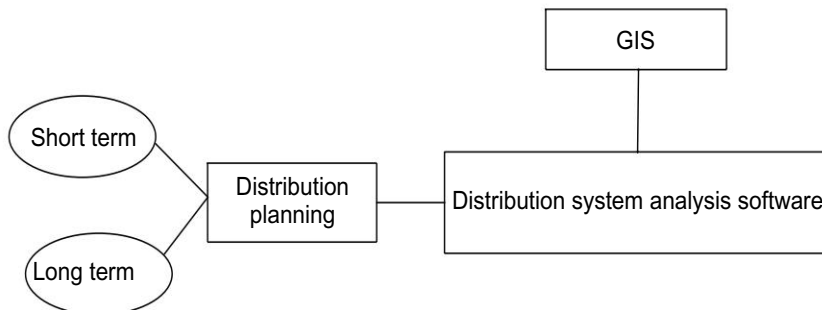 GIS
Short term
Distribution
planning
Distribution system analysis software
Long term